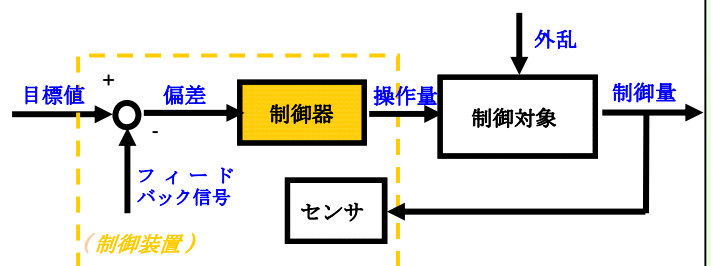 外乱
目標値
+
偏差
制御器
操作量
制御対象
制御量
-
フィード
バック信号
センサ
(制御装置)